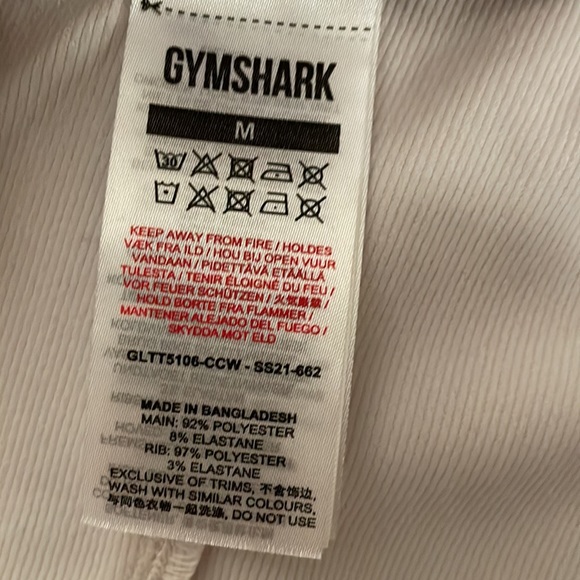 GYMSHARK
M
30
KEEP AWAY FROM FIRE / HOLDES
VÆK FRA ILD / HOU BIJ OPEN VUUR
VANDAAN / PIDETTÄVÄ ETÄÄLLÄ
TULESTA / TENIR ÉLOIGNÉ DU FEU /
VOR FEUER SCHÜTZEN / 火気厳禁 /
HOLD BORTE FRA FLAMMER /
MANTENER ALEJADO DEL FUEGO /
SKYDDA MOT ELD
GLTT5106-CCW - SS21-662
MADE IN BANGLADESH
MAIN: 92% POLYESTER
8% ELASTANE
RIB: 97% POLYESTER
3% ELASTANE
EXCLUSIVE OF TRIMS, 不含饰边,
WASH WITH SIMILAR COLOURS,
与同色衣物一起洗涤, DO NOT USE